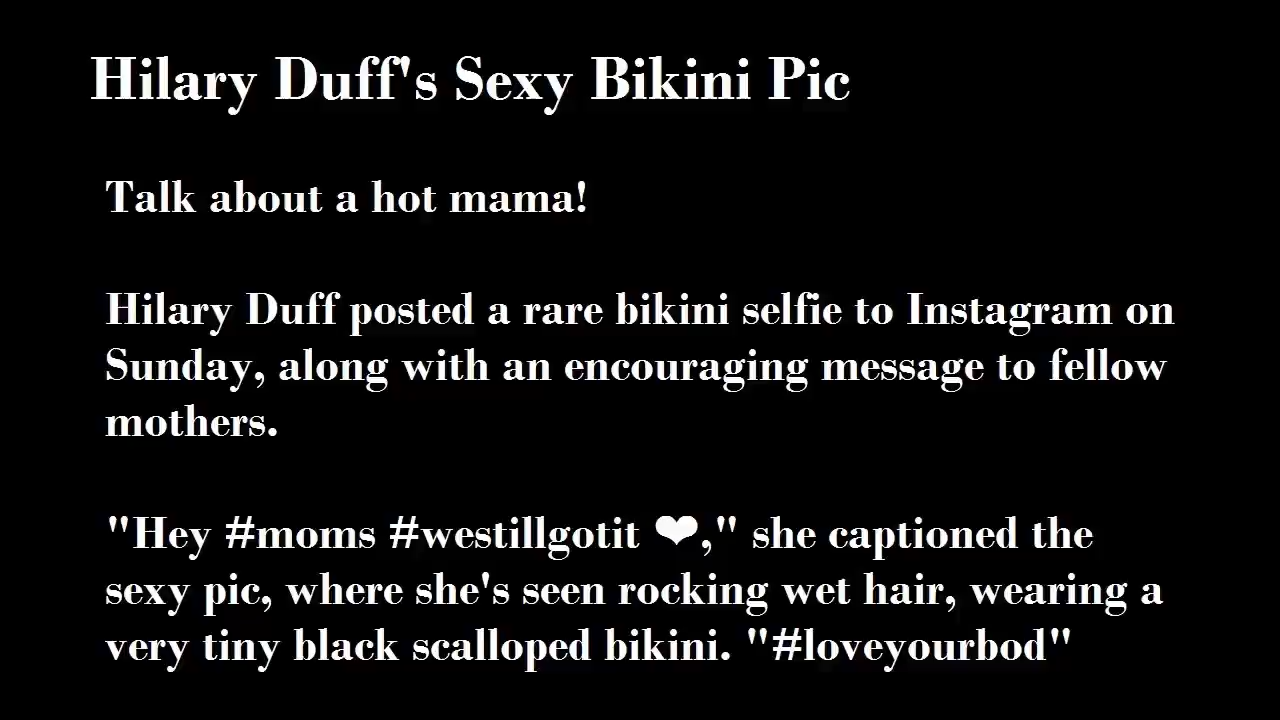 Hilary Duff's Sexy Bikini Pic
Talk about a hot mama!
Hilary Duff posted a rare bikini selfie to Instagram on
Sunday, along with an encouraging message to fellow
mothers.
"Hey #moms #westillgotit ❤," she captioned the
sexy pic, where she's seen rocking wet hair, wearing a
very tiny black scalloped bikini. "#loveyourbod"